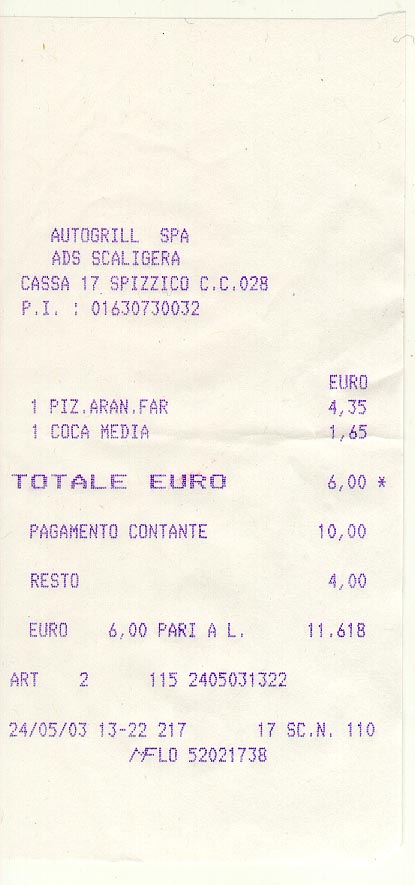 AUTOGRILL SPA
ADS SCALIGERA
CASSA 17 SPIZZICO C.C.028
P.I. : 01630730032
EURO
1 PIZ.ARAN.FAR 4,35
1 COCA MEDIA 1,65
TOTALE EURO 6,00 *
PAGAMENTO CONTANTE 10,00
RESTO 4,00
EURO 6,00 PARI A L. 11.618
ART 2 115 2405031322
24/05/03 13-22 217 17 SC.N. 110
MFLO 52021738